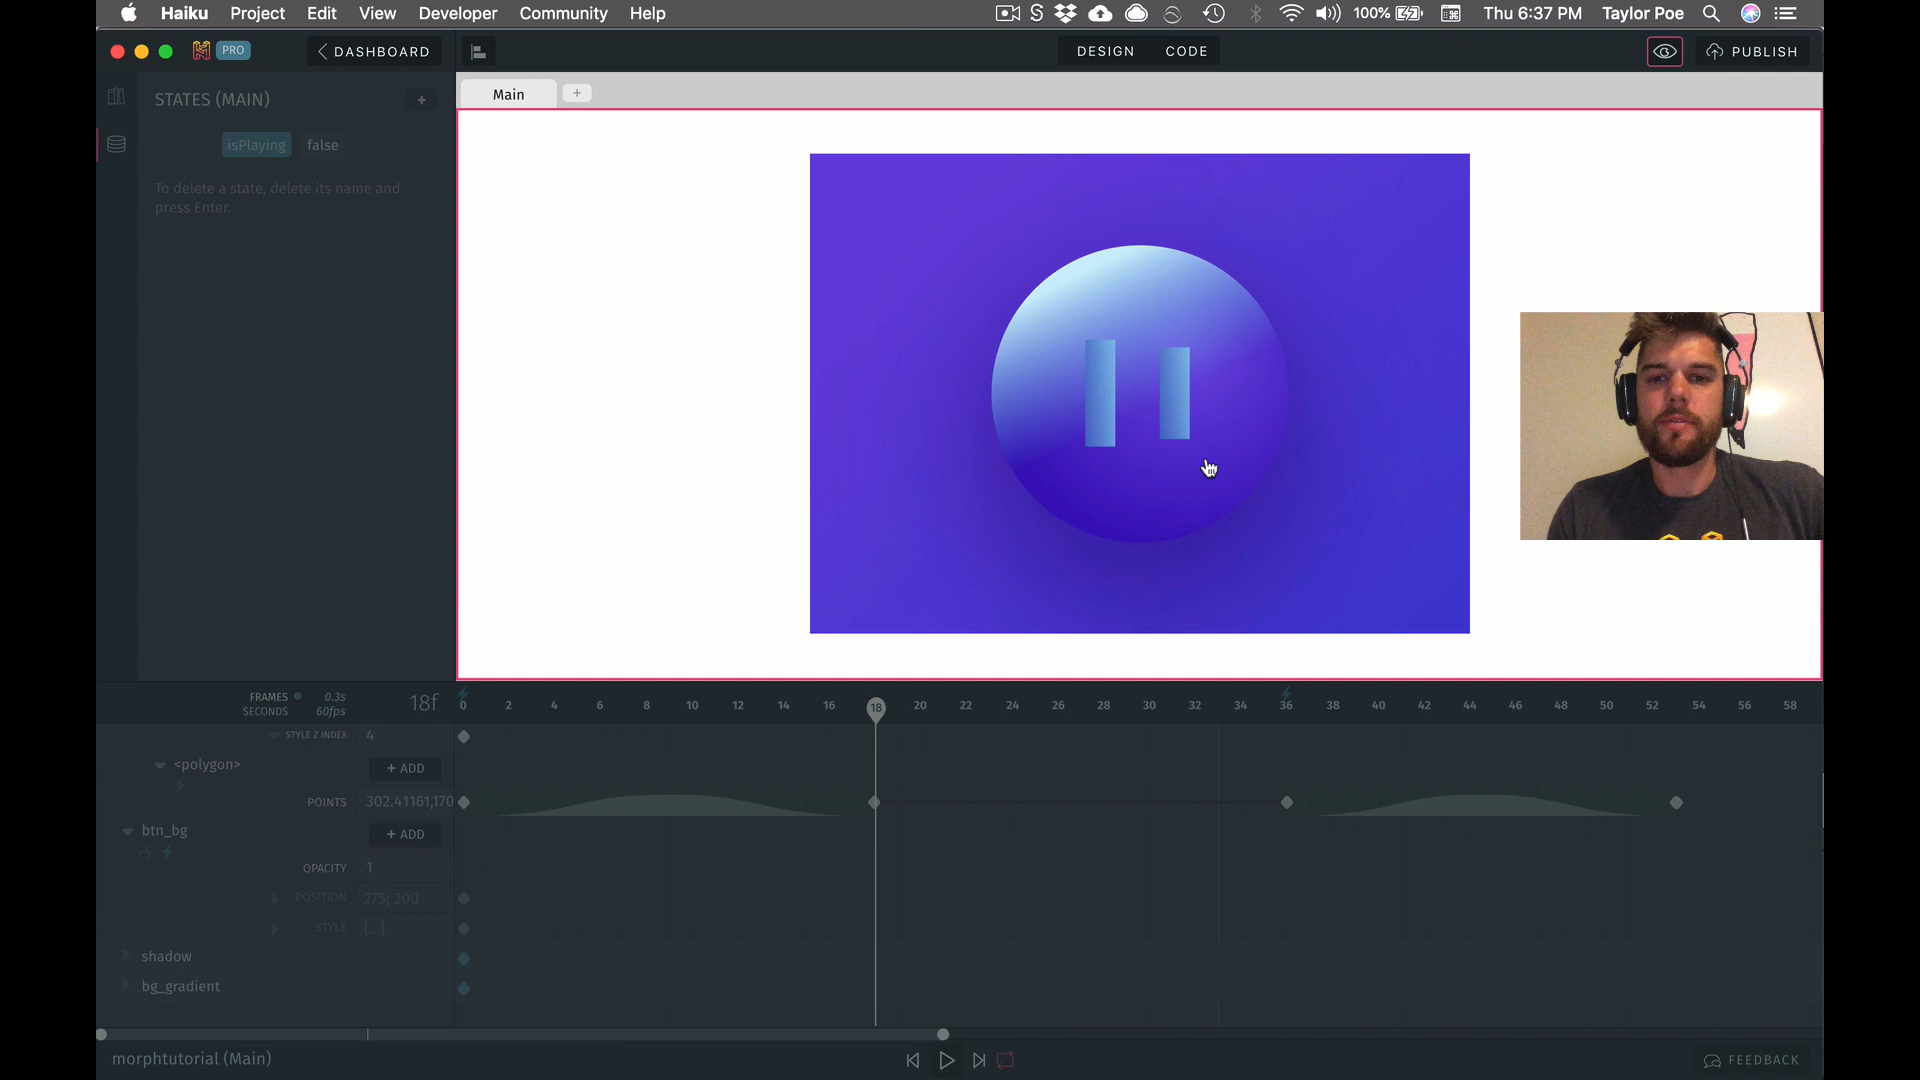 Haiku Project Edit View Developer Community Help 100% Thu 6:37 PM Taylor Poe
PRO DASHBOARD DESIGN CODE PUBLISH
STATES (MAIN) +
Main +
isPlaying false
To delete a state, delete its name and
press Enter.
FRAMES 0.3s 18f
SECONDS 60fps
0 2 4 6 8 10 12 14 16 18 20 22 24 26 28 30 32 34 36 38 40 42 44 46 48 50 52 54 56 58
STYLE Z INDEX 4
<polygon> + ADD
POINTS 302.41161,170
btn_bg + ADD
OPACITY 1
POSITION 275; 200
STYLE {...}
shadow
bg_gradient
morphtutorial (Main) FEEDBACK